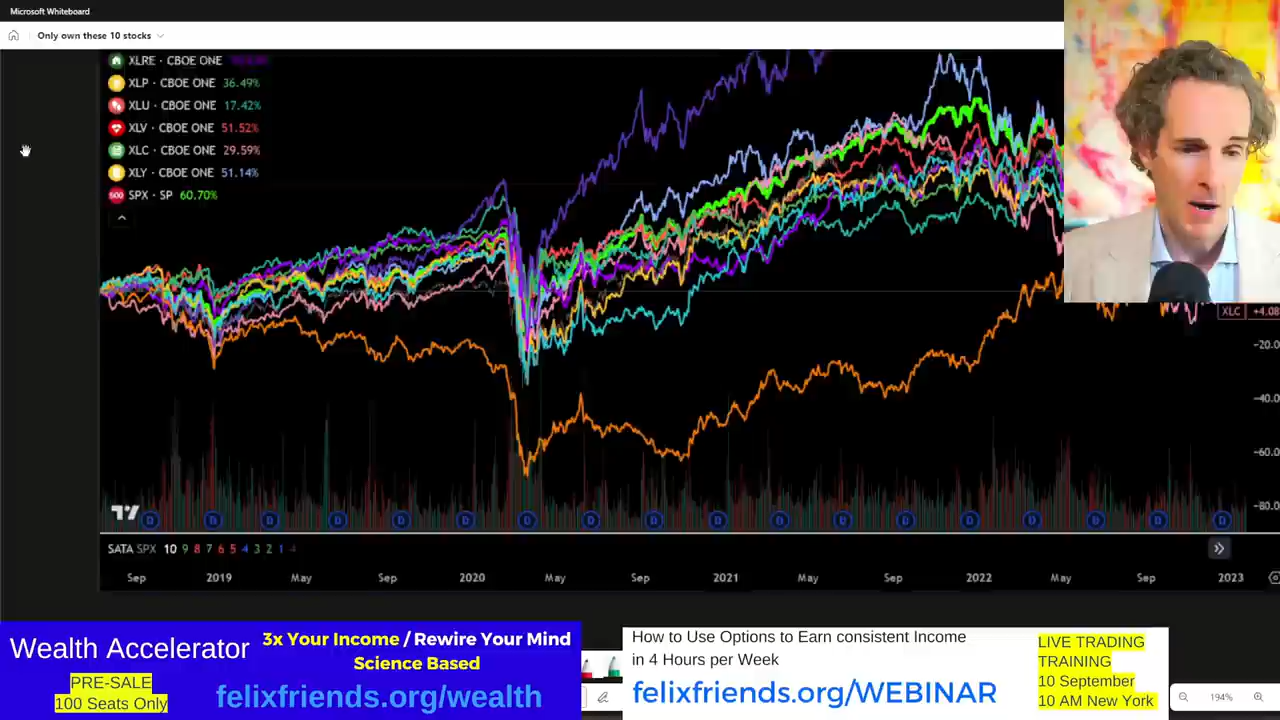 Microsoft Whiteboard
Only own these 10 stocks
XLRE · CBOE ONE
XLP · CBOE ONE 36.49%
XLU · CBOE ONE 17.42%
XLV · CBOE ONE 51.52%
XLC · CBOE ONE 29.59%
XLY · CBOE ONE 51.14%
500 SPX · SP 60.70%
XLC +4.08
-20.0
-40.0
-60.0
-80.0
D D D D D D D D D D D D D D D D D D
SATA SPX 10 9 8 7 6 5 4 3 2 1 4
Sep 2019 May Sep 2020 May Sep 2021 May Sep 2022 May Sep 2023
Wealth Accelerator
PRE-SALE
100 Seats Only
3x Your Income / Rewire Your Mind
Science Based
felixfriends.org/wealth
How to Use Options to Earn consistent Income
in 4 Hours per Week
felixfriends.org/WEBINAR
LIVE TRADING
TRAINING
10 September
10 AM New York
194%